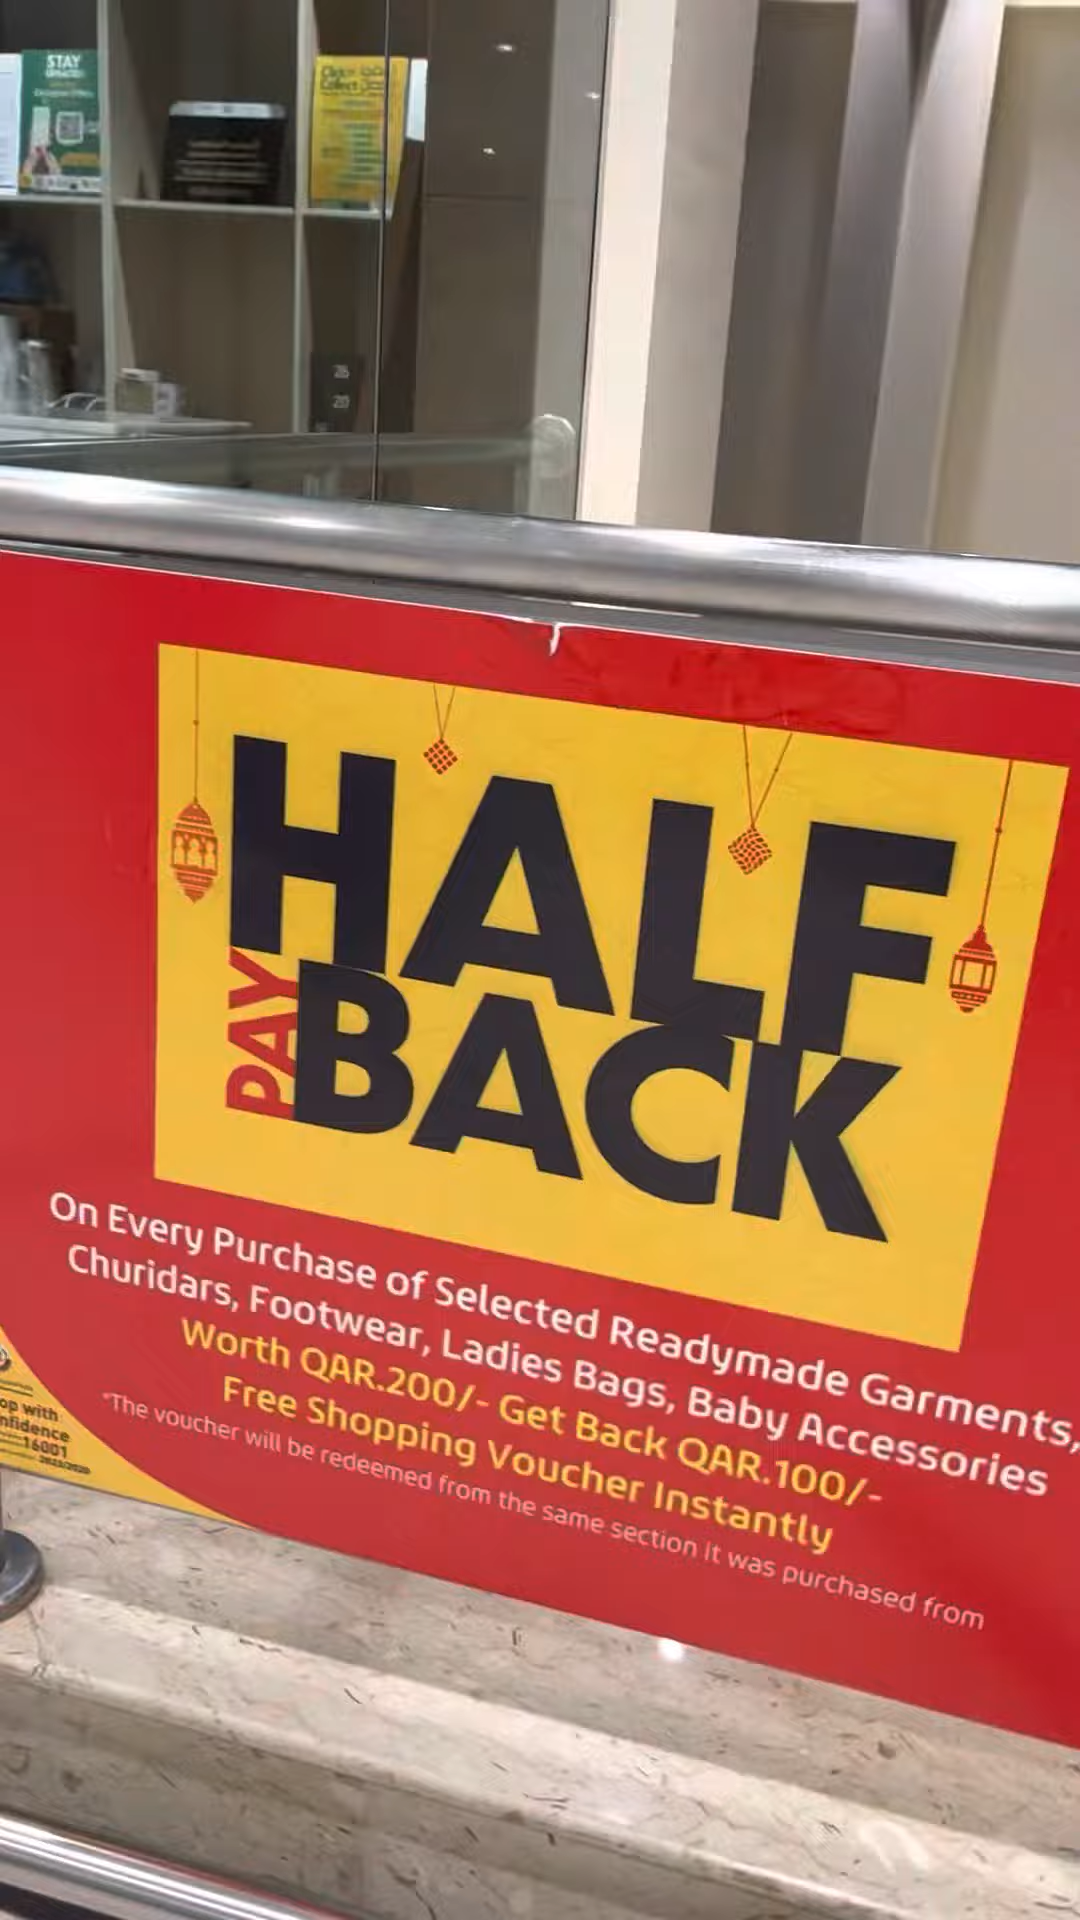 STAY
28
20
HALF
PAY BACK
On Every Purchase of Selected Readymade Garments,
Churidars, Footwear, Ladies Bags, Baby Accessories
Worth QAR.200/- Get Back QAR.100/-
Free Shopping Voucher Instantly
*The voucher will be redeemed from the same section it was purchased from
op with
nfidence
16001